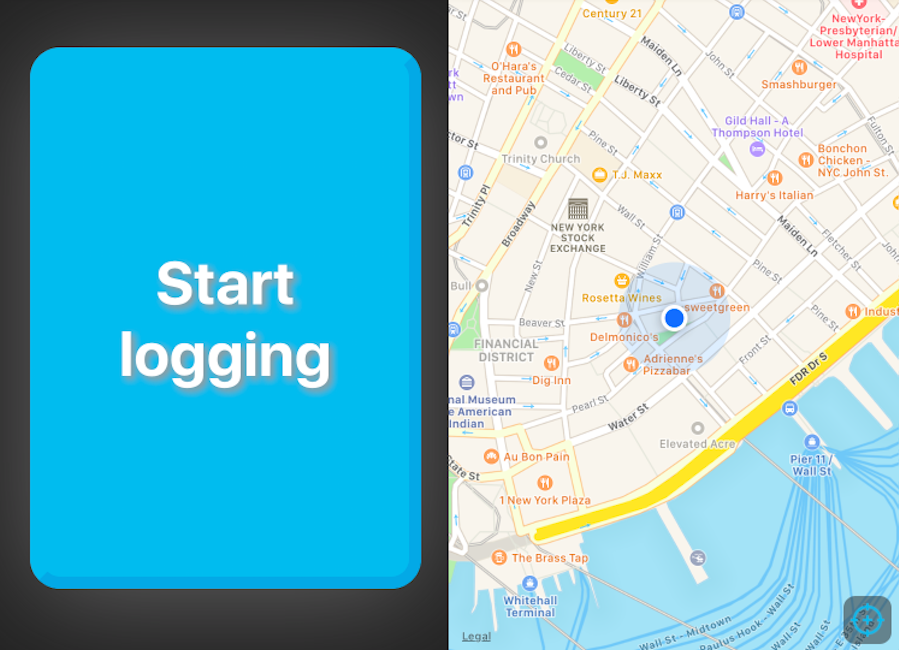 Start
logging
Century 21
NewYork-
Presbyterian/
Lower Manhatta
Hospital
Maiden Ln
John St
Liberty St
O'Hara's
Restaurant
and Pub
Cedar St
Liberty St
Smashburger
rk
tt
wn
Gild Hall - A
Thompson Hotel
Fulton St
Pine St
Trinity Church
Bonchon
Chicken -
NYC John St.
T.J. Maxx
Harry's Italian
Trinity Pl
Broadway
Wall St
NEW YORK
STOCK
EXCHANGE
Maiden Ln
Fletcher St
William St
New St
Pine St
Bull
Rosetta Wines
sweetgreen
Indust
Pine St
Beaver St
Delmonico's
FINANCIAL
DISTRICT
Front St
Adrienne's
Pizzabar
FDR Dr S
Dig Inn
nal Museum
e American
Indian
Pearl St
Water St
Elevated Acre
State St
Au Bon Pain
Pier 11 /
Wall St
1 New York Plaza
The Brass Tap
Whitehall
Terminal
Legal
Wall St - Midtown
Paulus Hook - Wall St
Wall St
Wall St